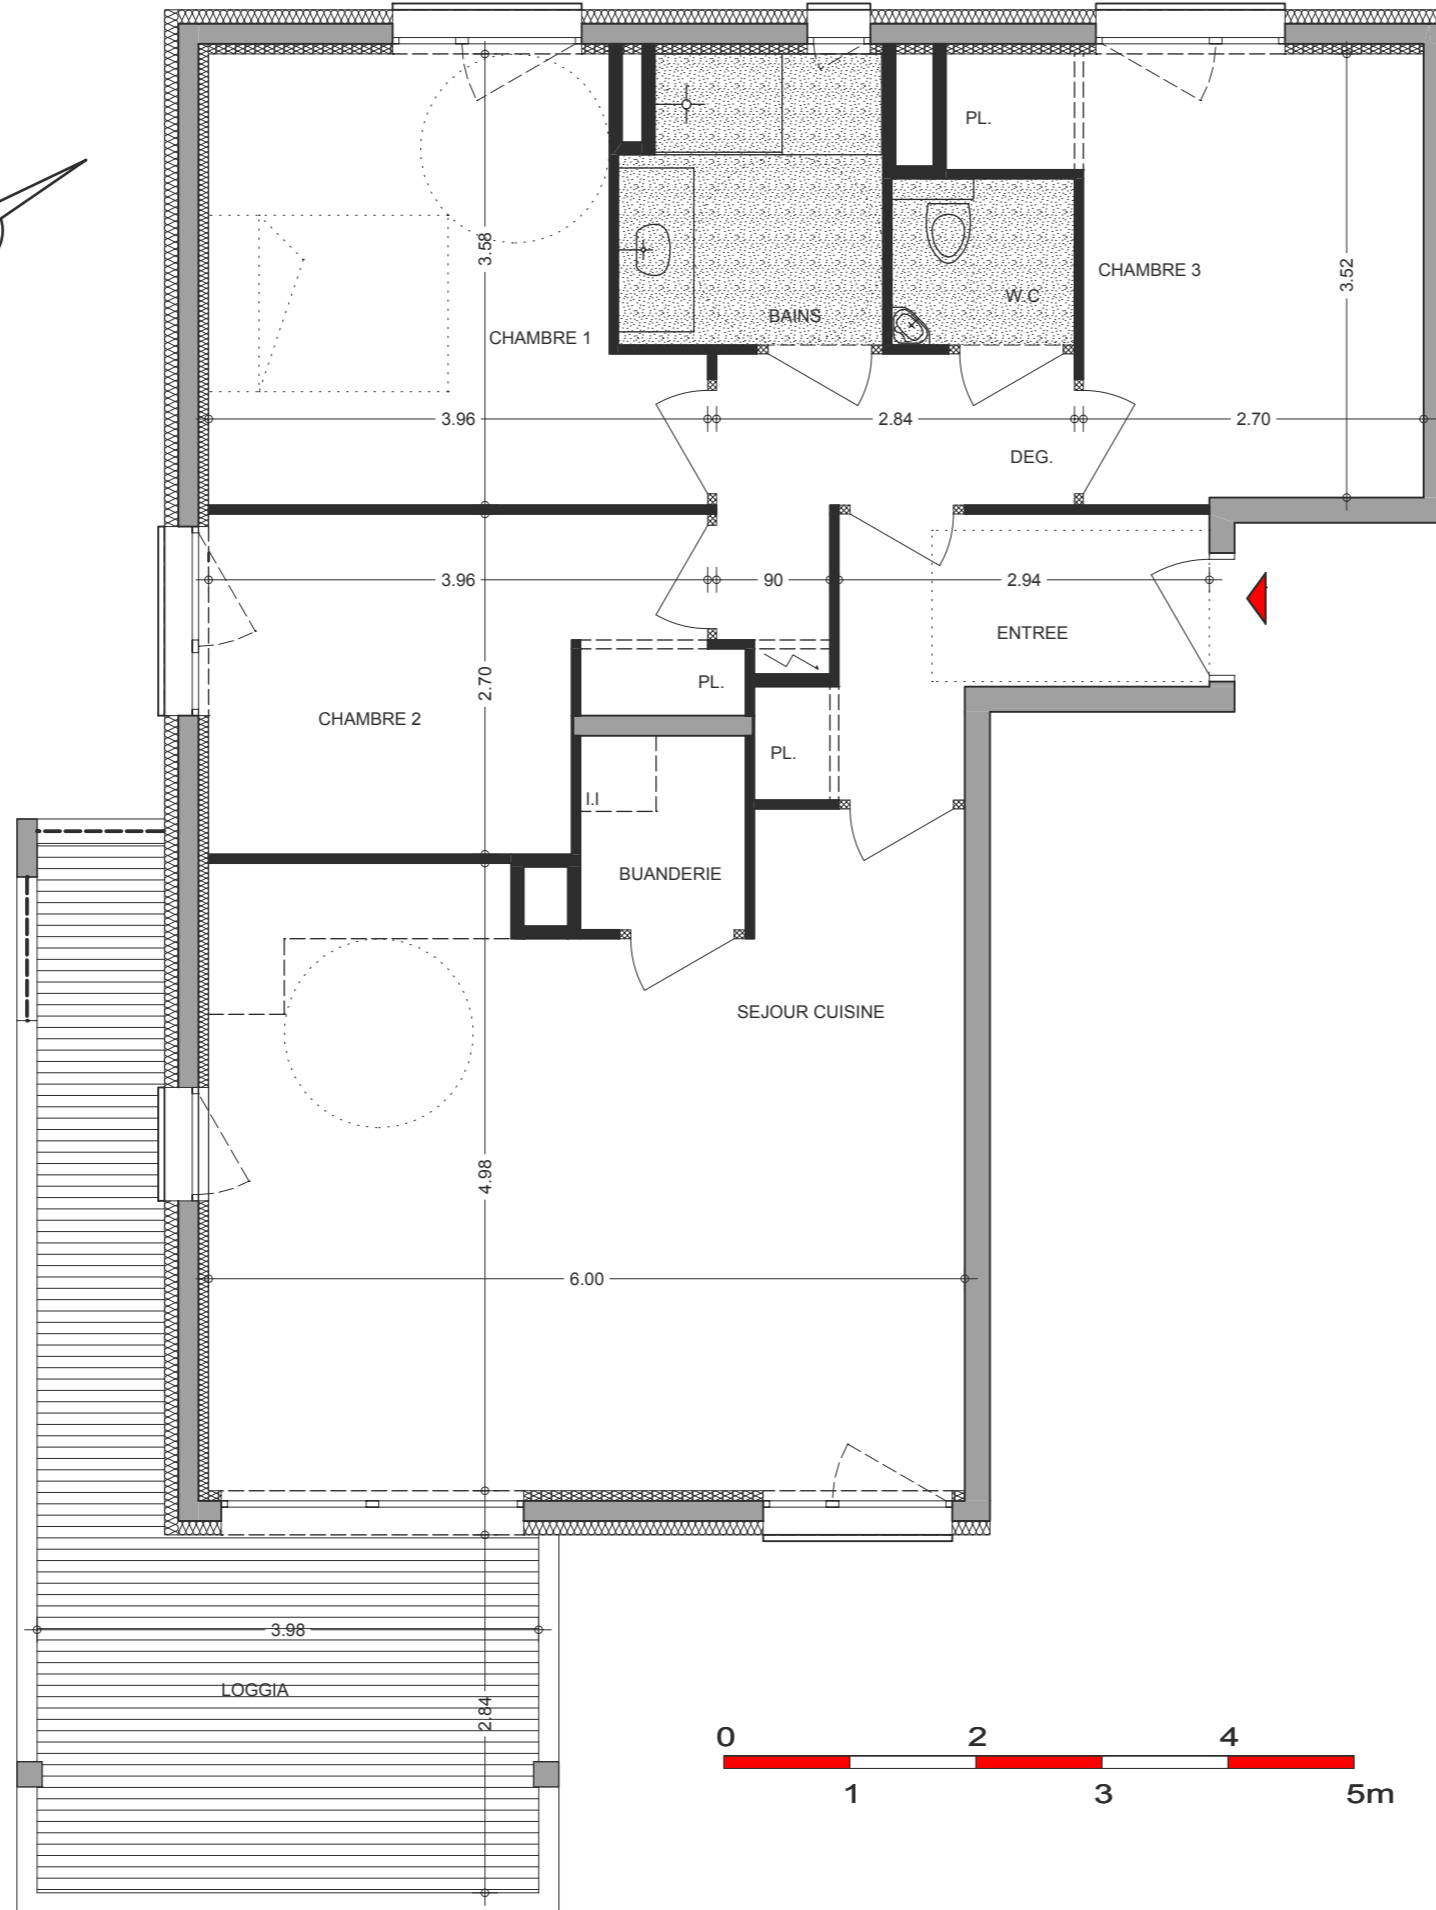 PL.
3.58
CHAMBRE 3
3.52
W.C
BAINS
CHAMBRE 1
3.96
2.84
2.70
DEG.
3.96
90
2.94
ENTREE
2.70
PL.
CHAMBRE 2
PL.
I.I
BUANDERIE
SEJOUR CUISINE
4.98
6.00
3.98
LOGGIA
2.84
0 2 4
1 3 5m